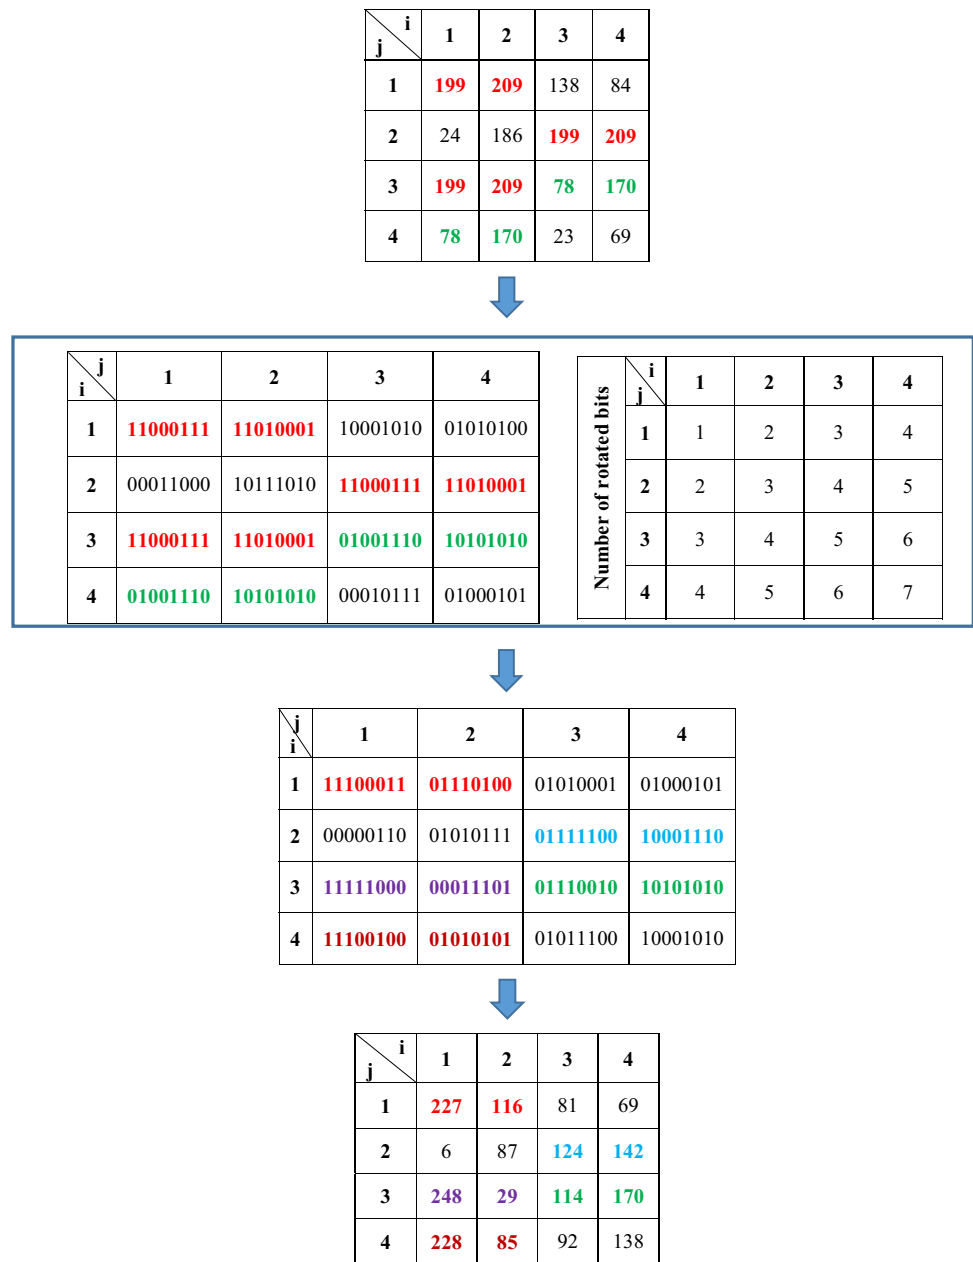 i
j 1 2 3 4
1 199 209 138 84
2 24 186 199 209
3 199 209 78 170
4 78 170 23 69
j
i 1 2 3 4
1 11000111 11010001 10001010 01010100
2 00011000 10111010 11000111 11010001
3 11000111 11010001 01001110 10101010
4 01001110 10101010 00010111 01000101
Number of rotated bits
i
j 1 2 3 4
1 1 2 3 4
2 2 3 4 5
3 3 4 5 6
4 4 5 6 7
j
i 1 2 3 4
1 11100011 01110100 01010001 01000101
2 00000110 01010111 01111100 10001110
3 11111000 00011101 01110010 10101010
4 11100100 01010101 01011100 10001010
i
j 1 2 3 4
1 227 116 81 69
2 6 87 124 142
3 248 29 114 170
4 228 85 92 138